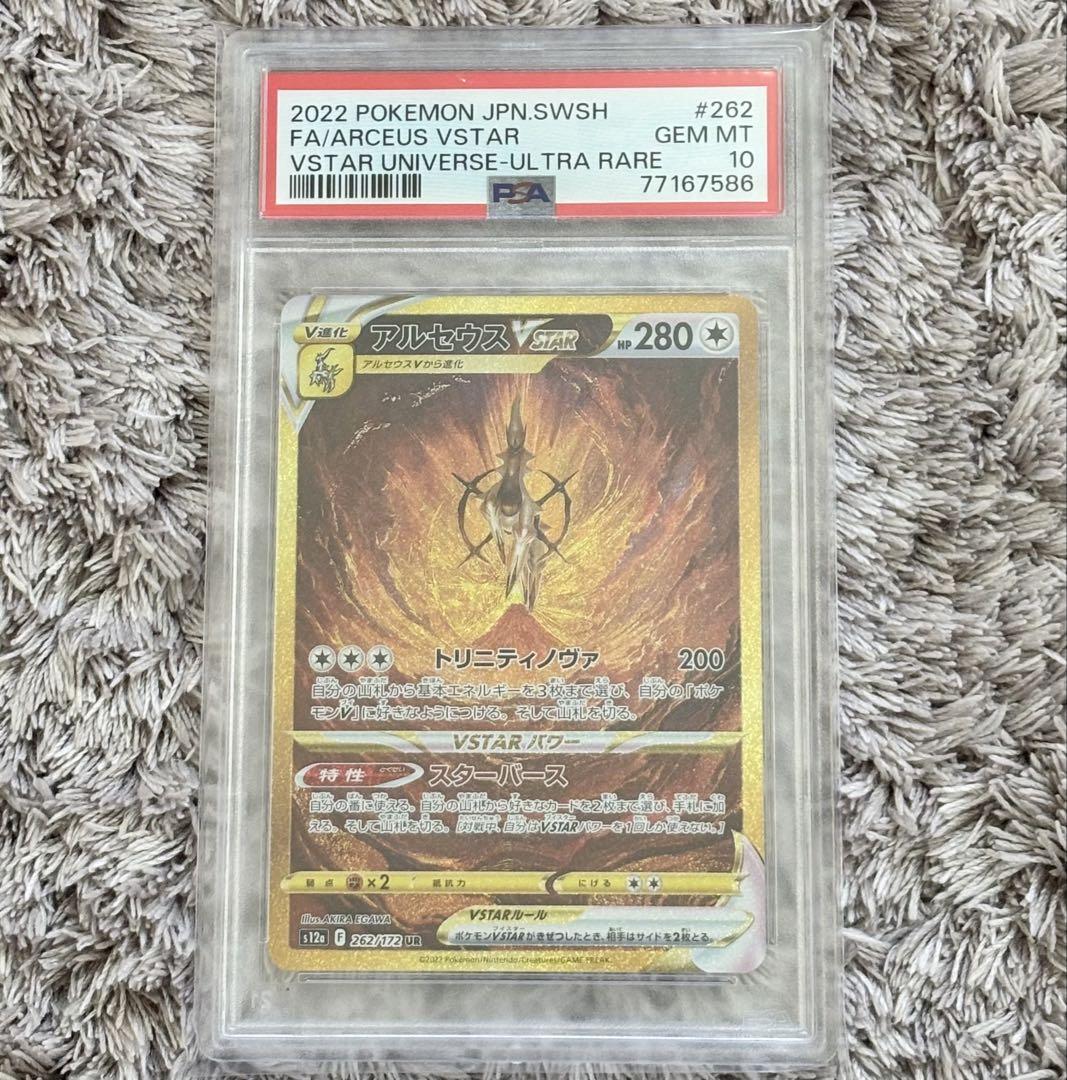 2022 POKEMON JPN.SWSH #262
FA/ARCEUS VSTAR GEM MT
VSTAR UNIVERSE-ULTRA RARE 10
PSA 77167586
V進化 アルセウス VSTAR HP 280
アルセウスVから進化
トリニティノヴァ 200
自分の山札から基本エネルギーを3枚まで選び、自分の「ポケ
モンV」に好きなようにつける。そして山札を切る。
VSTARパワー
特性 スターバース
自分の番に使える。自分の山札から好きなカードを2枚まで選び、手札に加
える。そして山札を切る。[対戦中、自分はVSTARパワーを1回しか使えない。]
弱点 ×2 抵抗力 にげる
Illus. AKIRA EGAWA
VSTARルール
s12a F 262/172 UR
ポケモンVSTARがきぜつしたとき、相手はサイドを2枚とる。
©2022 Pokémon/Nintendo/Creatures/GAME FREAK.